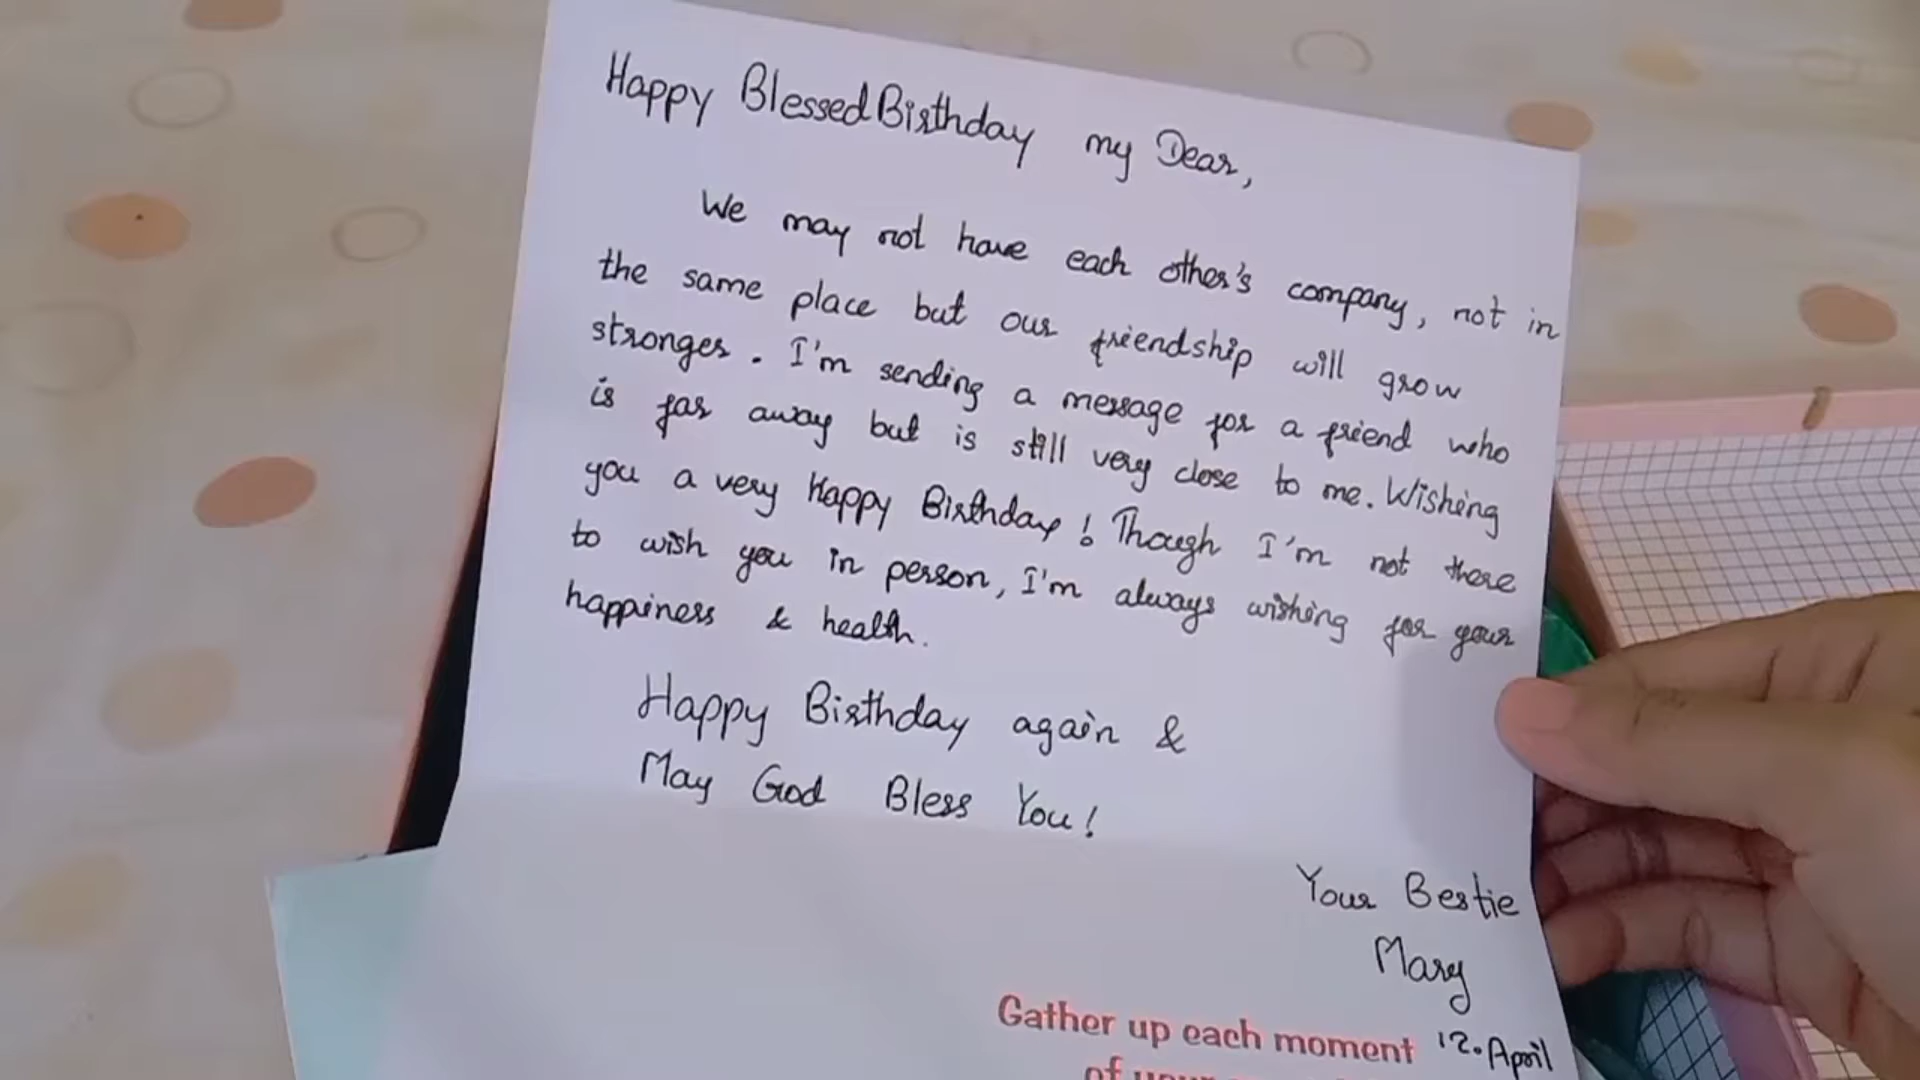 Happy Blessed Birthday my Dear,
We may not have each other's company, not in
the same place but our friendship will grow
stronger. I'm sending a message for a friend who
is far away but is still very close to me. Wishing
you a very Happy Birthday! Though I'm not there
to wish you in person, I'm always wishing for your
happiness & health.
Happy Birthday again &
May God Bless You!
Your Bestie
Mary
Gather up each moment
12. April
of your